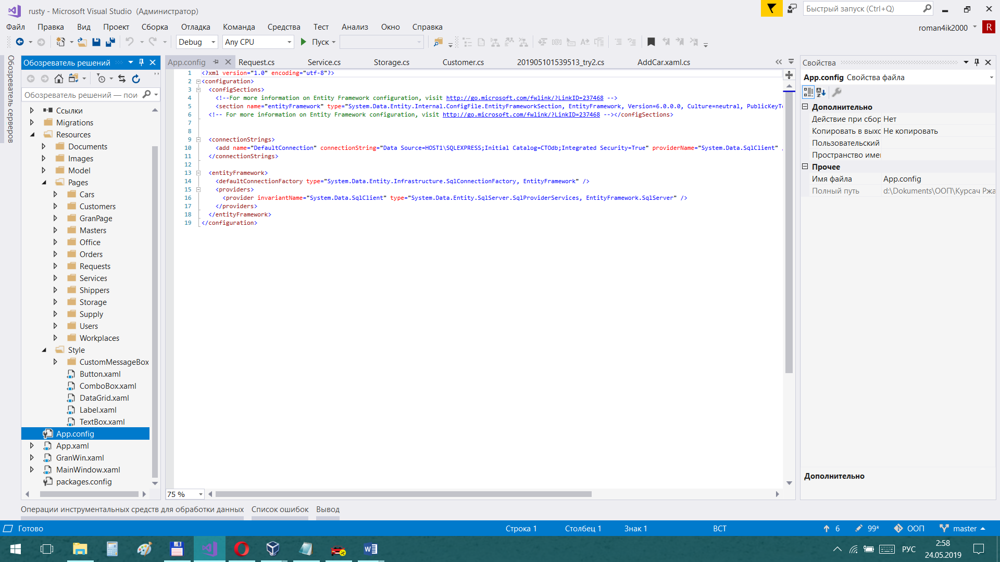 rusty - Microsoft Visual Studio (Администратор)
Быстрый запуск (Ctrl+Q)
Файл Правка Вид Проект Сборка Отладка Команда Средства Тест Анализ Окно Справка
roman4ik2000 R
Debug Any CPU Пуск
Обозреватель серверов
Обозреватель решений
Обозреватель решений — пои
Ссылки
Migrations
Resources
Documents
Images
Model
Pages
Cars
Customers
GranPage
Masters
Office
Orders
Requests
Services
Shippers
Storage
Supply
Users
Workplaces
Style
CustomMessageBox
Button.xaml
ComboBox.xaml
DataGrid.xaml
Label.xaml
TextBox.xaml
App.config
App.xaml
GranWin.xaml
MainWindow.xaml
packages.config
App.config Request.cs Service.cs Storage.cs Customer.cs 201905101539513_try2.cs AddCar.xaml.cs
1 <?xml version="1.0" encoding="utf-8"?>
2 <configuration>
3 <configSections>
4 <!--For more information on Entity Framework configuration, visit http://go.microsoft.com/fwlink/?LinkID=237468 -->
5 <section name="entityFramework" type="System.Data.Entity.Internal.ConfigFile.EntityFrameworkSection, EntityFramework, Version=6.0.0.0, Culture=neutral, PublicKeyTo
6 <!-- For more information on Entity Framework configuration, visit http://go.microsoft.com/fwlink/?LinkID=237468 --></configSections>
7
8
9 <connectionStrings>
10 <add name="DefaultConnection" connectionString="Data Source=HOST1\SQLEXPRESS;Initial Catalog=CTOdb;Integrated Security=True" providerName="System.Data.SqlClient" /
11 </connectionStrings>
12
13 <entityFramework>
14 <defaultConnectionFactory type="System.Data.Entity.Infrastructure.SqlConnectionFactory, EntityFramework" />
15 <providers>
16 <provider invariantName="System.Data.SqlClient" type="System.Data.Entity.SqlServer.SqlProviderServices, EntityFramework.SqlServer" />
17 </providers>
18 </entityFramework>
19 </configuration>
75 %
Свойства
App.config Свойства файла
Дополнительно
Действие при сбор Нет
Копировать в выхо Не копировать
Пользовательский
Пространство имен
Прочее
Имя файла App.config
Полный путь d:\Dokuments\ООП\Курсач Ржа
Дополнительно
Операции инструментальных средств для обработки данных Список ошибок Вывод
Готово Строка 1 Столбец 1 Знак 1 ВСТ 6 99* ООП master
W
РУС
2:58
24.05.2019